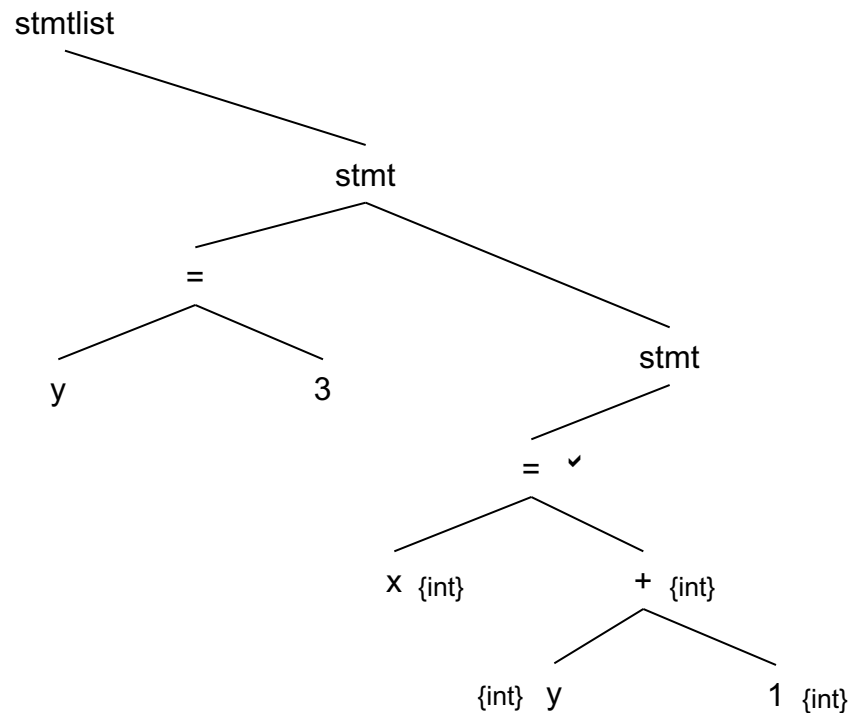 stmtlist
stmt
=
stmt
y 3
= ✓
x {int} + {int}
{int} y 1 {int}